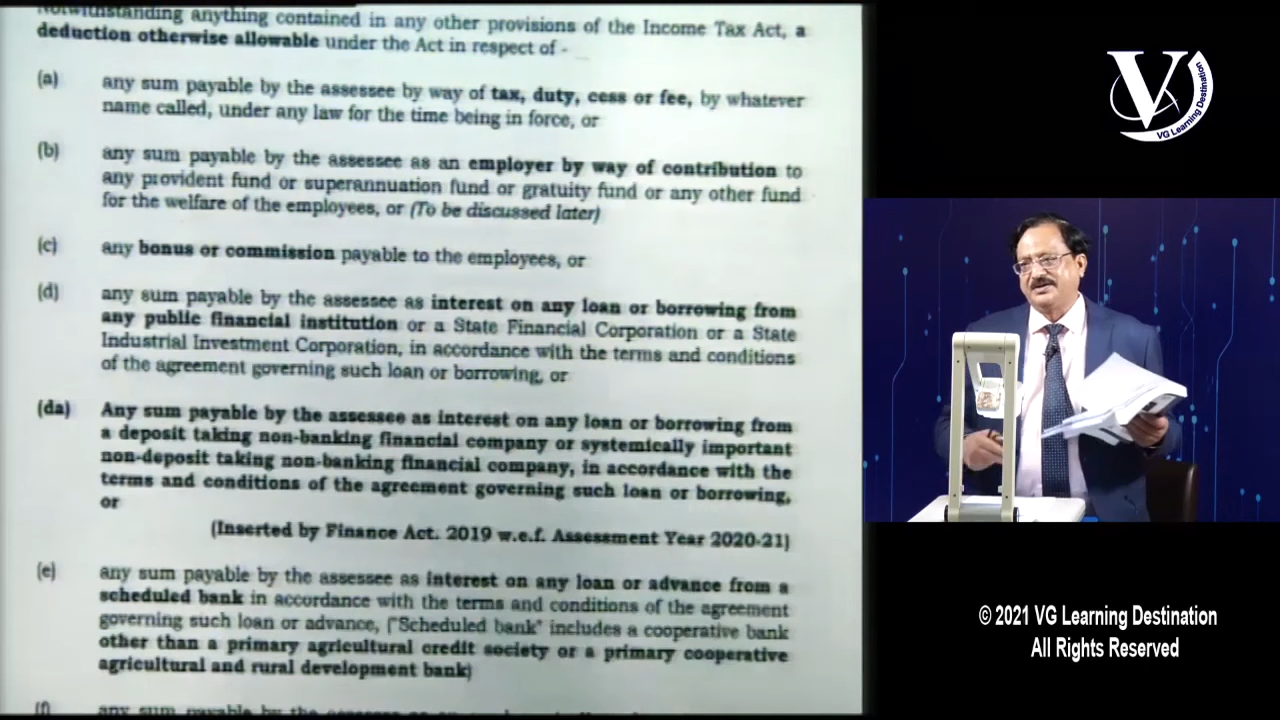 Notwithstanding anything contained in any other provisions of the Income Tax Act, a
deduction otherwise allowable under the Act in respect of -
(a) any sum payable by the assessee by way of tax, duty, cess or fee, by whatever
name called, under any law for the time being in force, or
(b) any sum payable by the assessee as an employer by way of contribution to
any provident fund or superannuation fund or gratuity fund or any other fund
for the welfare of the employees, or (To be discussed later)
(c) any bonus or commission payable to the employees, or
(d) any sum payable by the assessee as interest on any loan or borrowing from
any public financial institution or a State Financial Corporation or a State
Industrial Investment Corporation, in accordance with the terms and conditions
of the agreement governing such loan or borrowing, or
(da) Any sum payable by the assessee as interest on any loan or borrowing from
a deposit taking non-banking financial company or systemically important
non-deposit taking non-banking financial company, in accordance with the
terms and conditions of the agreement governing such loan or borrowing,
or
(Inserted by Finance Act. 2019 w.e.f. Assessment Year 2020-21)
(e) any sum payable by the assessee as interest on any loan or advance from a
scheduled bank in accordance with the terms and conditions of the agreement
governing such loan or advance, ("Scheduled bank" includes a cooperative bank
other than a primary agricultural credit society or a primary cooperative
agricultural and rural development bank)
(f) any sum payable by the
V
VG Learning Destination
© 2021 VG Learning Destination
All Rights Reserved